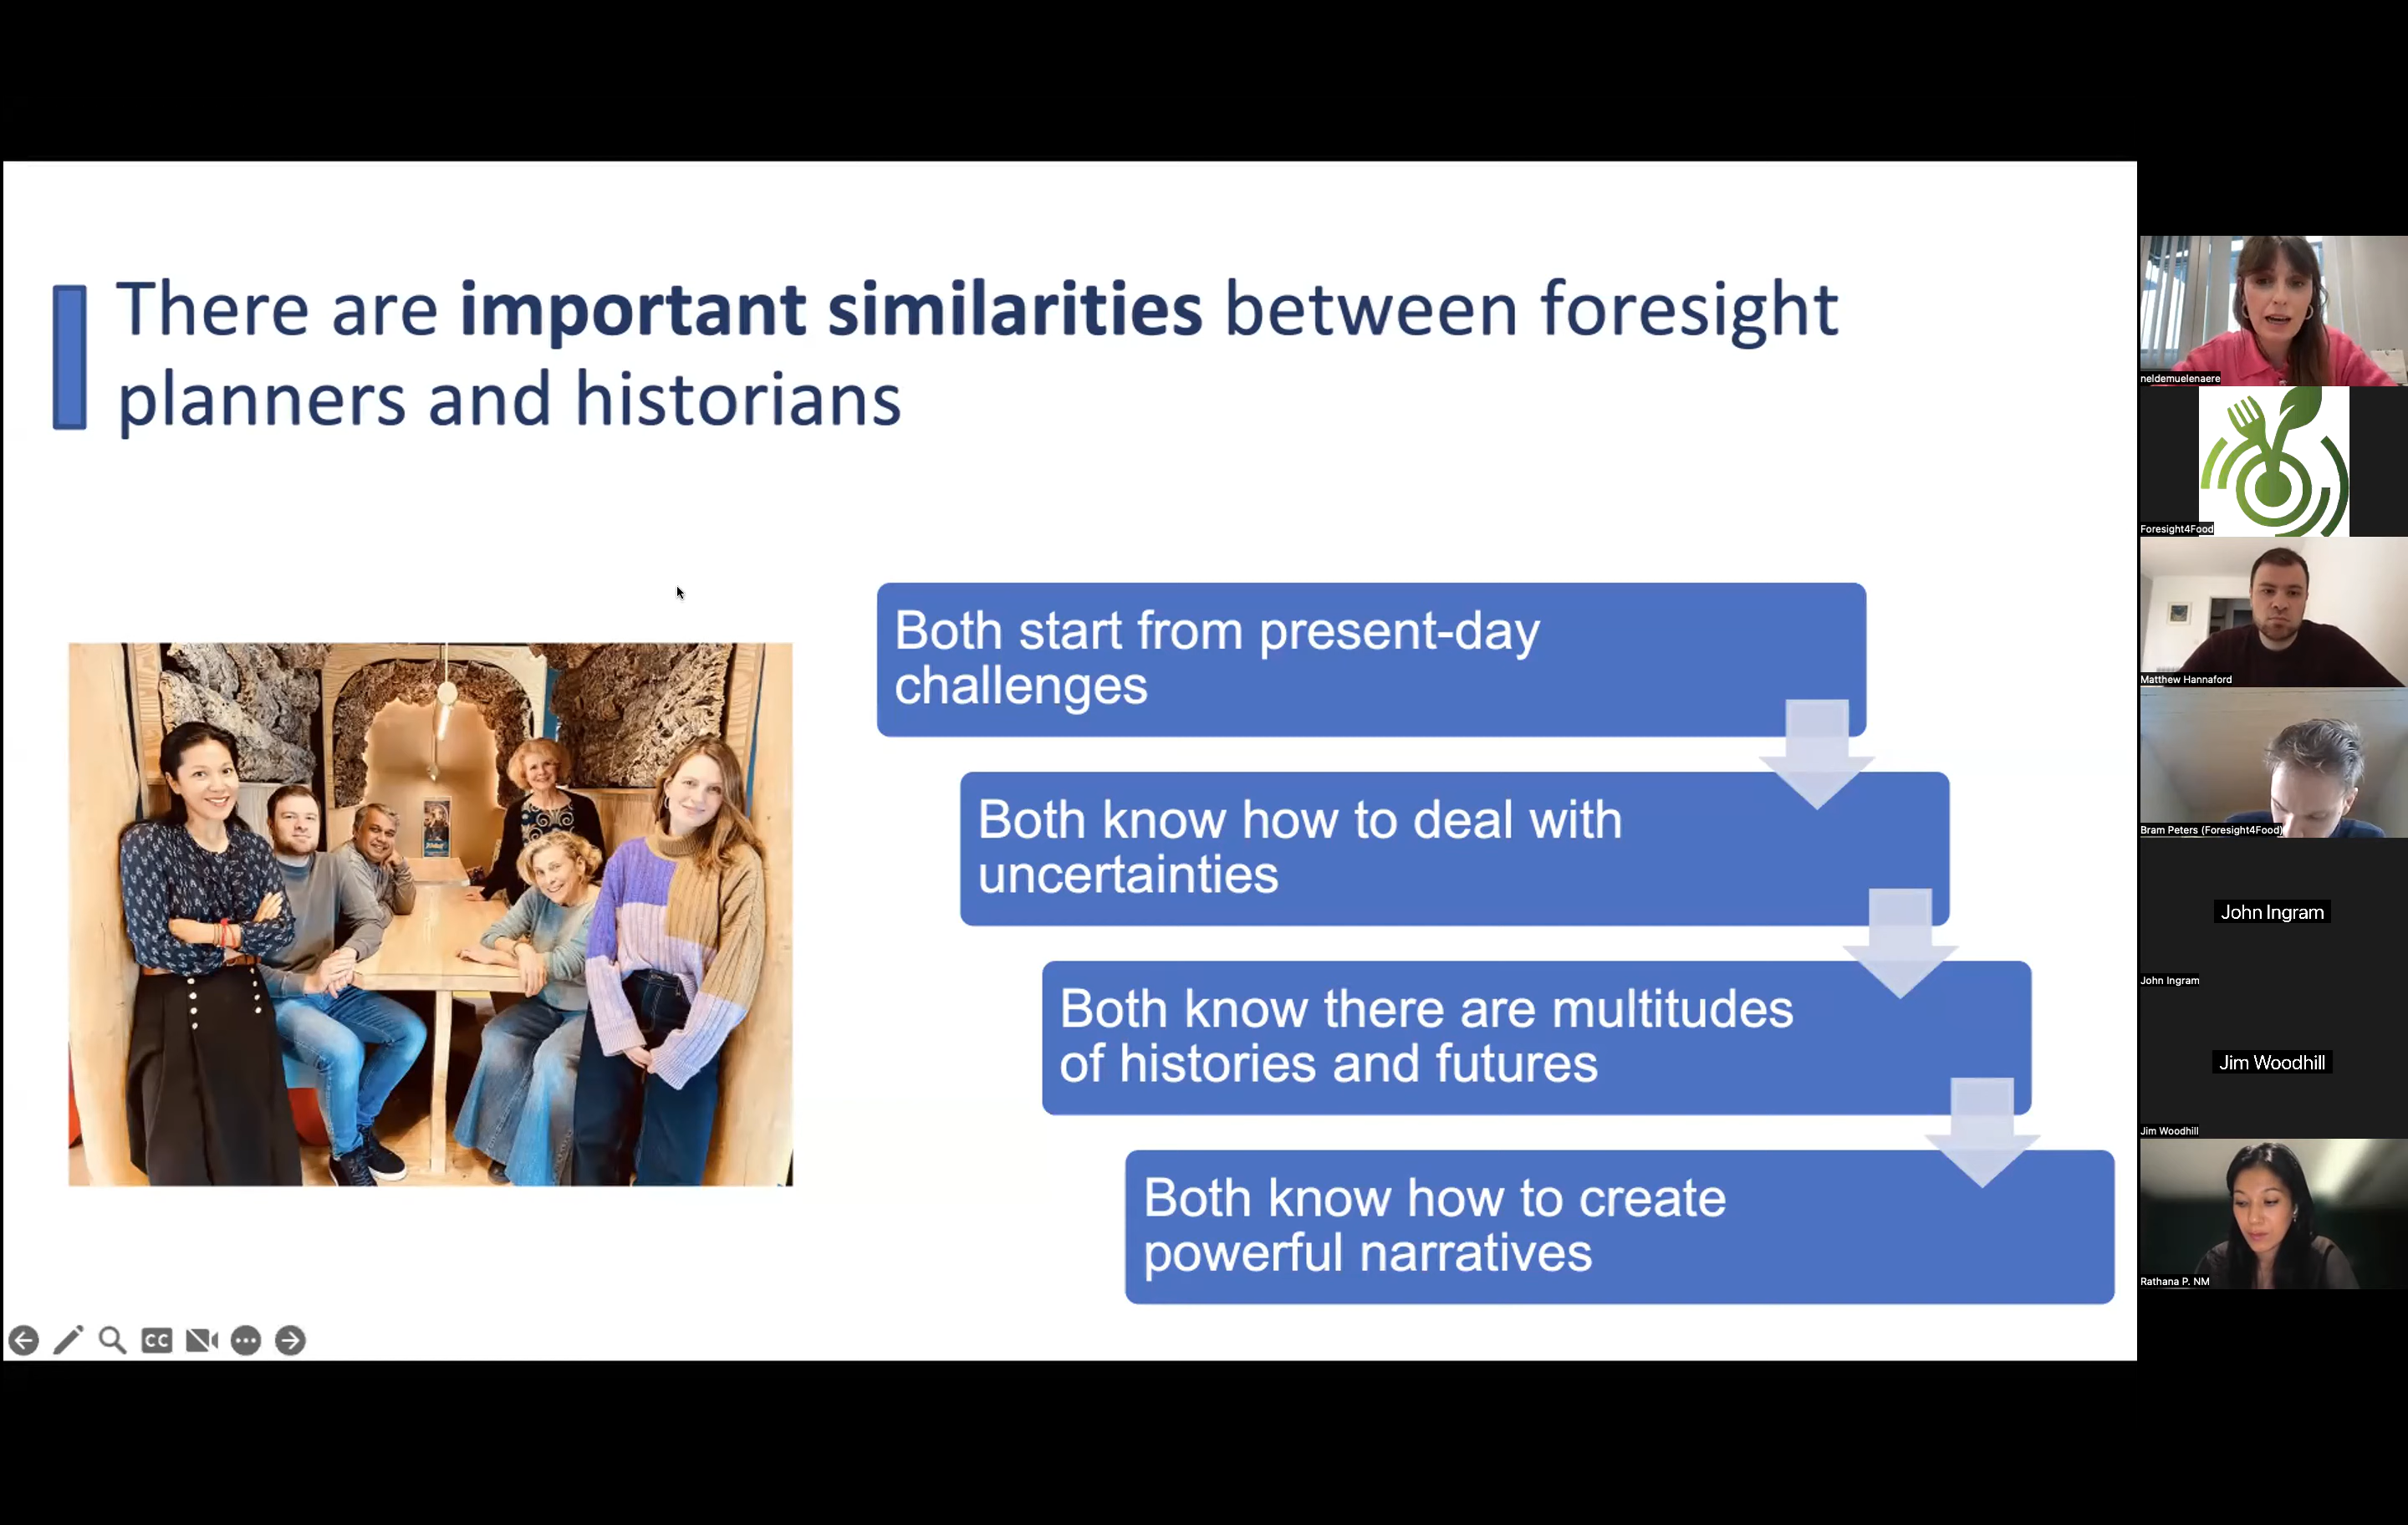 There are important similarities between foresight
planners and historians
Both start from present-day
challenges
Both know how to deal with
uncertainties
Both know there are multitudes
of histories and futures
Both know how to create
powerful narratives
CC
neldemuelenaere
Foresight4Food
Matthew Hannaford
Bram Peters (Foresight4Food)
John Ingram
John Ingram
Jim Woodhill
Jim Woodhill
Rathana P. NM